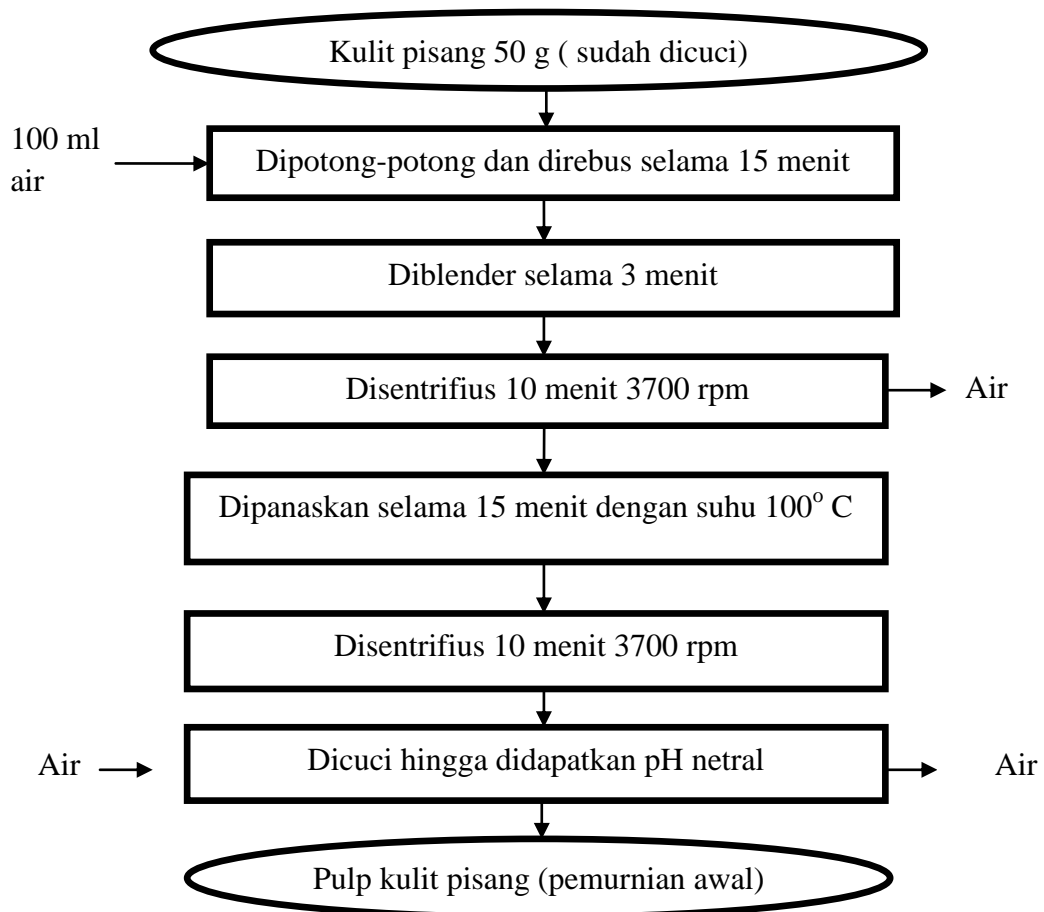 Kulit pisang 50 g ( sudah dicuci)
100 ml
air
Dipotong-potong dan direbus selama 15 menit
Diblender selama 3 menit
Disentrifius 10 menit 3700 rpm
Air
Dipanaskan selama 15 menit dengan suhu 100° C
Disentrifius 10 menit 3700 rpm
Air
Dicuci hingga didapatkan pH netral
Air
Pulp kulit pisang (pemurnian awal)